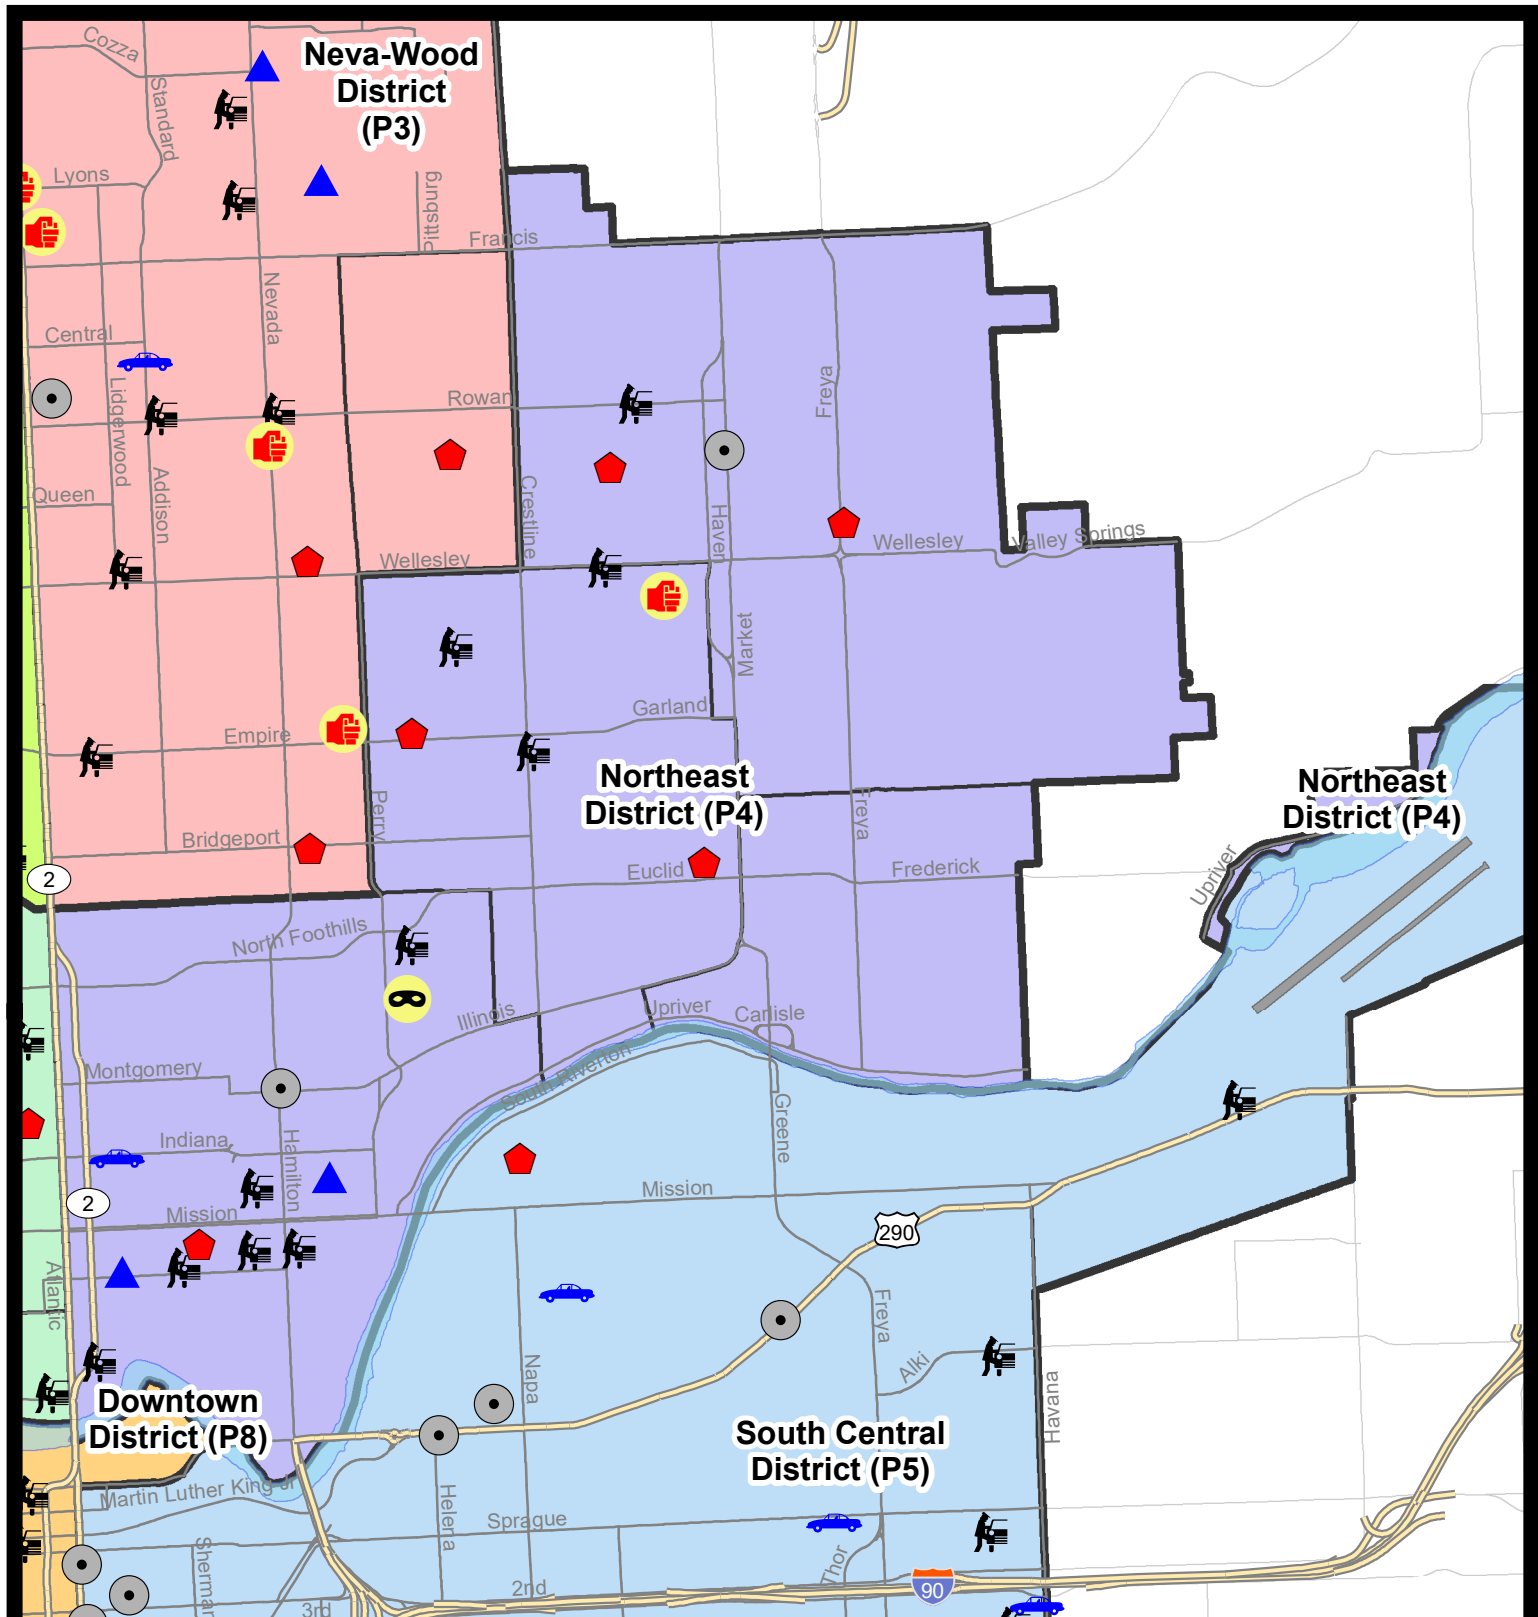 Cozza
Neva-Wood
District
(P3)
Standard
Lyons
Pittsburg
Francis
Nevada
Central
Lidgerwood
Rowan
Freya
Queen
Addison
Crestline
Haven
Wellesley
Wellesley
Valley Springs
Market
Garland
Empire
Northeast
District (P4)
Northeast
District (P4)
Perry
Freya
Bridgeport
Euclid
Frederick
2
Upriver
North Foothills
Illinois
Upriver
Carlisle
South Riverton
Montgomery
Greene
Indiana
Hamilton
Mission
2
Mission
290
Atlantic
Freya
Napa
Alki
Havana
Downtown
District (P8)
South Central
District (P5)
Martin Luther King Jr
Helena
Sprague
Sherman
Thor
2nd
90
3rd